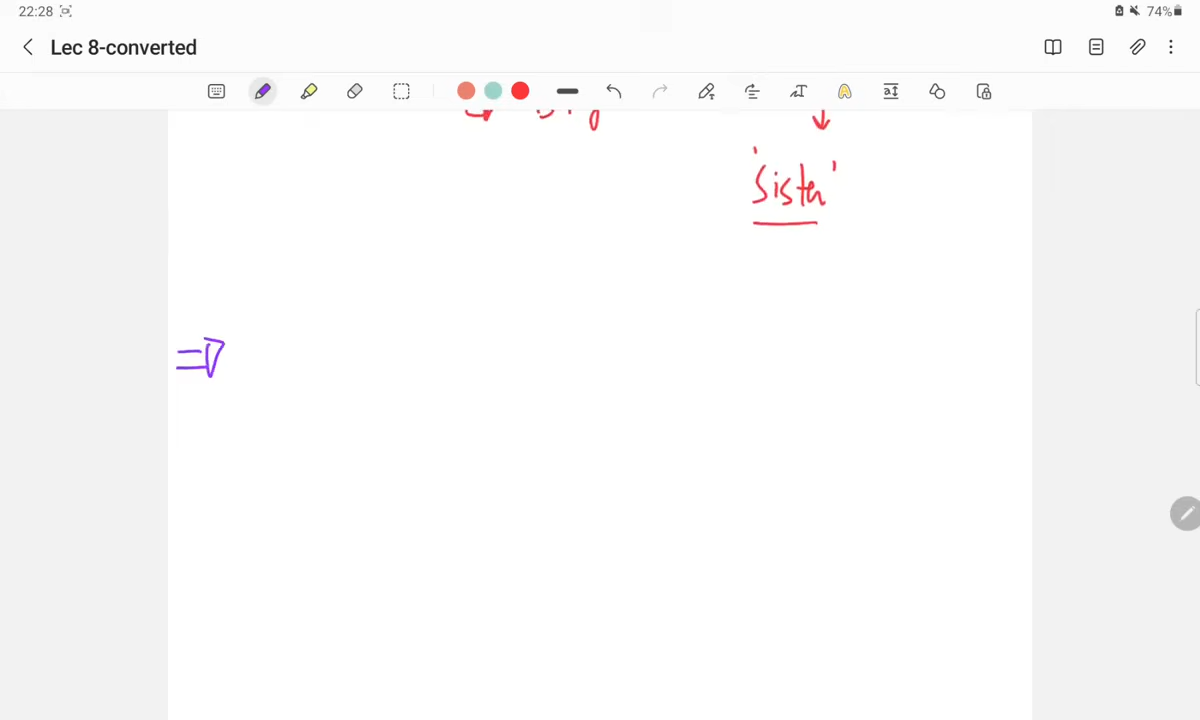 22:28 74%
Lec 8-converted
'Sister'
⇒